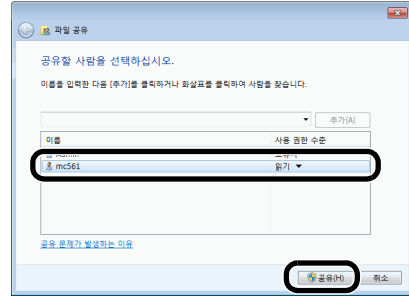 파일 공유
공유할 사람을 선택하십시오.
이름을 입력한 다음 [추가]를 클릭하거나 화살표를 클릭하여 사람을 찾습니다.
추가(A)
이름 사용 권한 수준
mc561 읽기
공유 문제가 발생하는 이유
공유(H) 취소